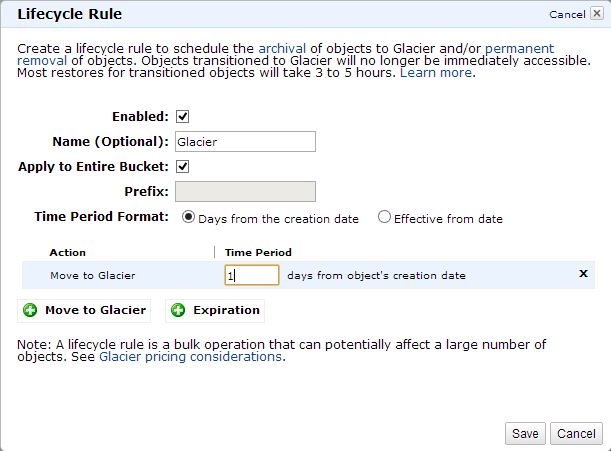 Lifecycle Rule
Cancel
Create a lifecycle rule to schedule the archival of objects to Glacier and/or permanent
removal of objects. Objects transitioned to Glacier will no longer be immediately accessible.
Most restores for transitioned objects will take 3 to 5 hours. Learn more.
Enabled:
Name (Optional): Glacier
Apply to Entire Bucket:
Prefix:
Time Period Format: Days from the creation date Effective from date
Action Time Period
Move to Glacier 1 days from object's creation date x
Move to Glacier Expiration
Note: A lifecycle rule is a bulk operation that can potentially affect a large number of
objects. See Glacier pricing considerations.
Save Cancel